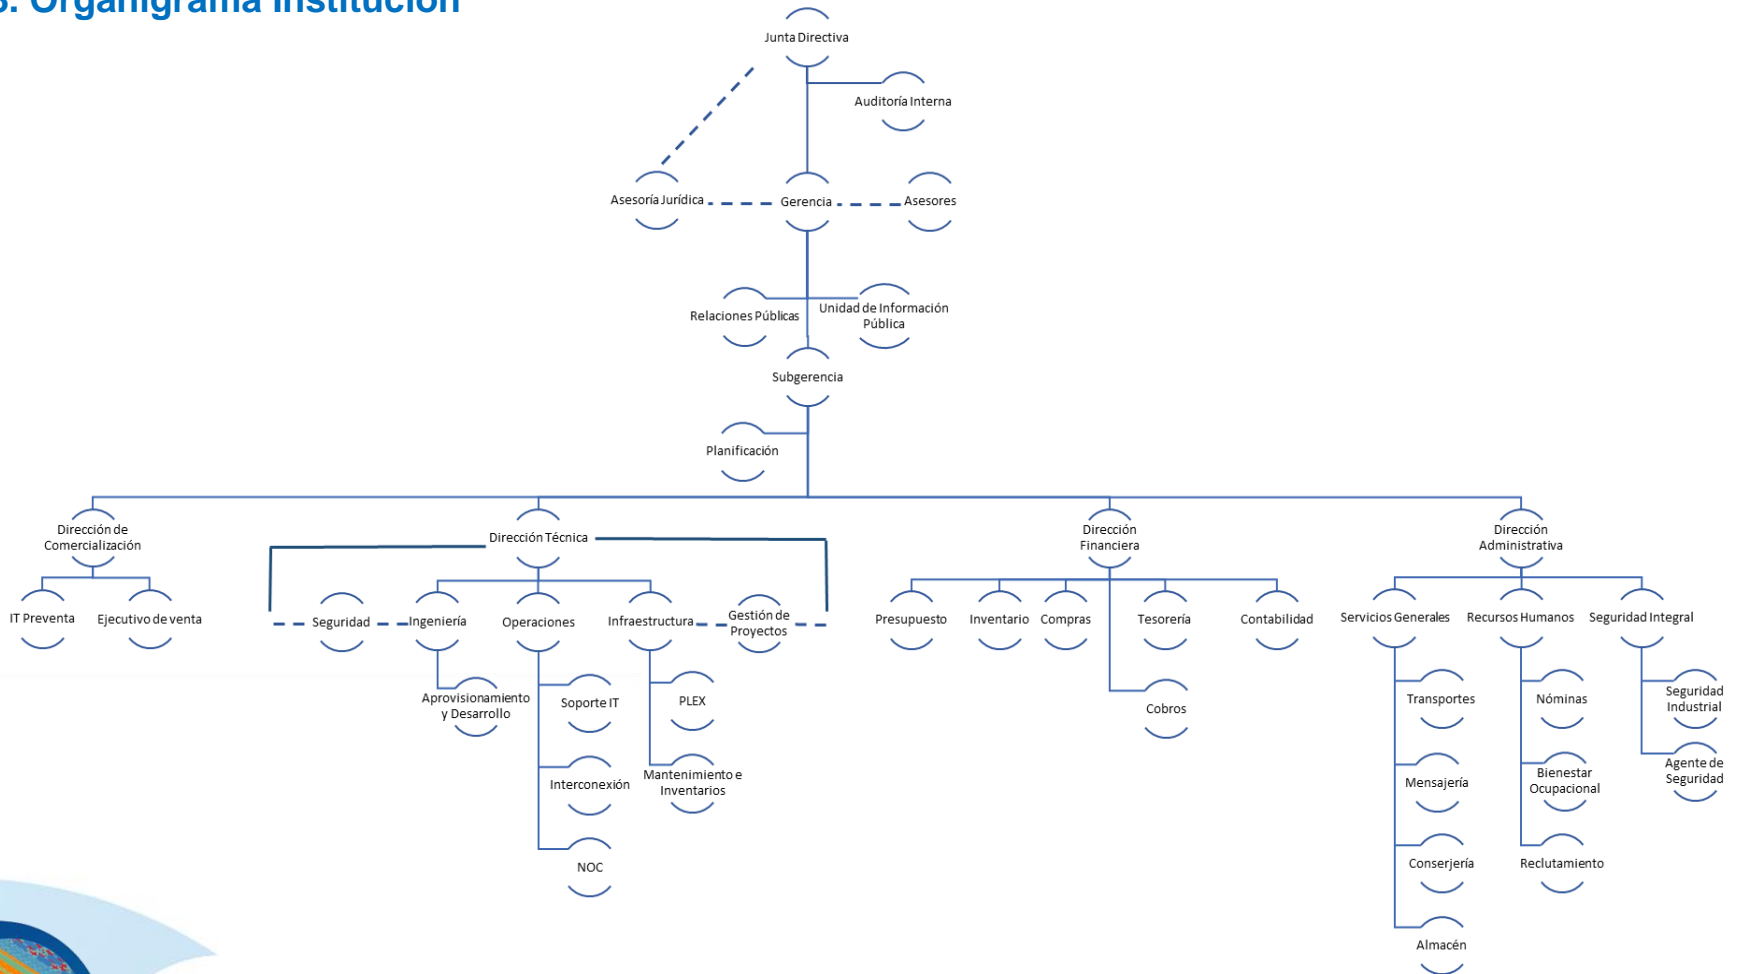 Organigrama Institución
Junta Directiva
Auditoría Interna
Asesoría Jurídica
Gerencia
Asesores
Relaciones Públicas
Unidad de Información
Pública
Subgerencia
Planificación
Dirección de
Comercialización
Dirección Técnica
Dirección
Financiera
Dirección
Administrativa
IT Preventa
Ejecutivo de venta
Seguridad
Ingeniería
Operaciones
Infraestructura
Gestión de
Proyectos
Presupuesto
Inventario
Compras
Tesorería
Contabilidad
Servicios Generales
Recursos Humanos
Seguridad Integral
Aprovisionamiento
y Desarrollo
Soporte IT
PLEX
Cobros
Transportes
Nóminas
Seguridad
Industrial
Interconexión
Mantenimiento e
Inventarios
Mensajería
Bienestar
Ocupacional
Agente de
Seguridad
NOC
Conserjería
Reclutamiento
Almacén